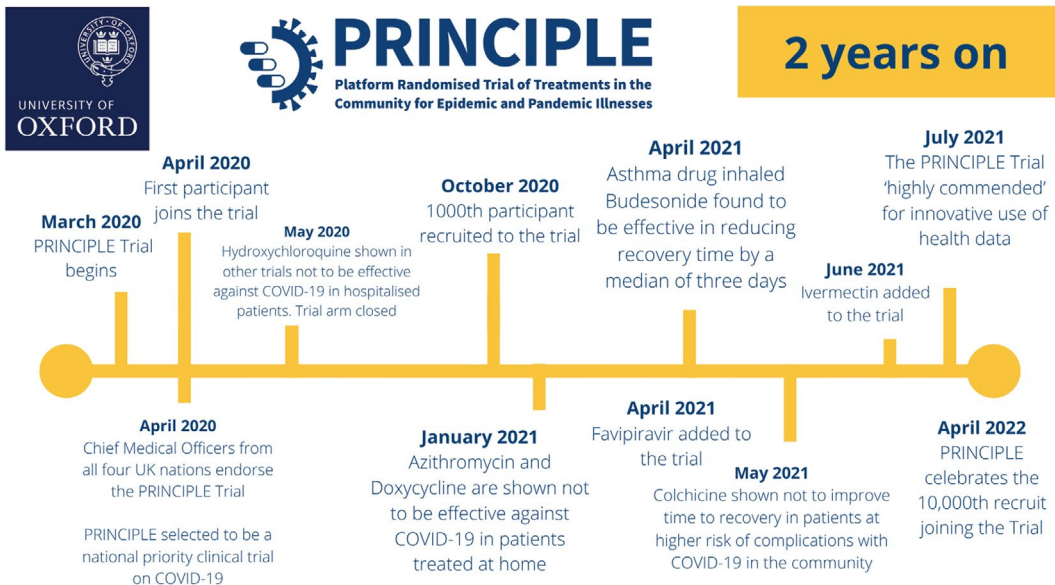 UNIVERSITY OF
OXFORD
PRINCIPLE
Platform Randomised Trial of Treatments in the
Community for Epidemic and Pandemic Illnesses
2 years on
March 2020
PRINCIPLE Trial
begins
April 2020
First participant
joins the trial
May 2020
Hydroxychloroquine shown in
other trials not to be effective
against COVID-19 in hospitalised
patients. Trial arm closed
October 2020
1000th participant
recruited to the trial
April 2021
Asthma drug inhaled
Budesonide found to
be effective in reducing
recovery time by a
median of three days
June 2021
Ivermectin added
to the trial
July 2021
The PRINCIPLE Trial
‘highly commended’
for innovative use of
health data
April 2020
Chief Medical Officers from
all four UK nations endorse
the PRINCIPLE Trial
PRINCIPLE selected to be a
national priority clinical trial
on COVID-19
January 2021
Azithromycin and
Doxycycline are shown not
to be effective against
COVID-19 in patients
treated at home
April 2021
Favipiravir added to
the trial
May 2021
Colchicine shown not to improve
time to recovery in patients at
higher risk of complications with
COVID-19 in the community
April 2022
PRINCIPLE
celebrates the
10,000th recruit
joining the Trial